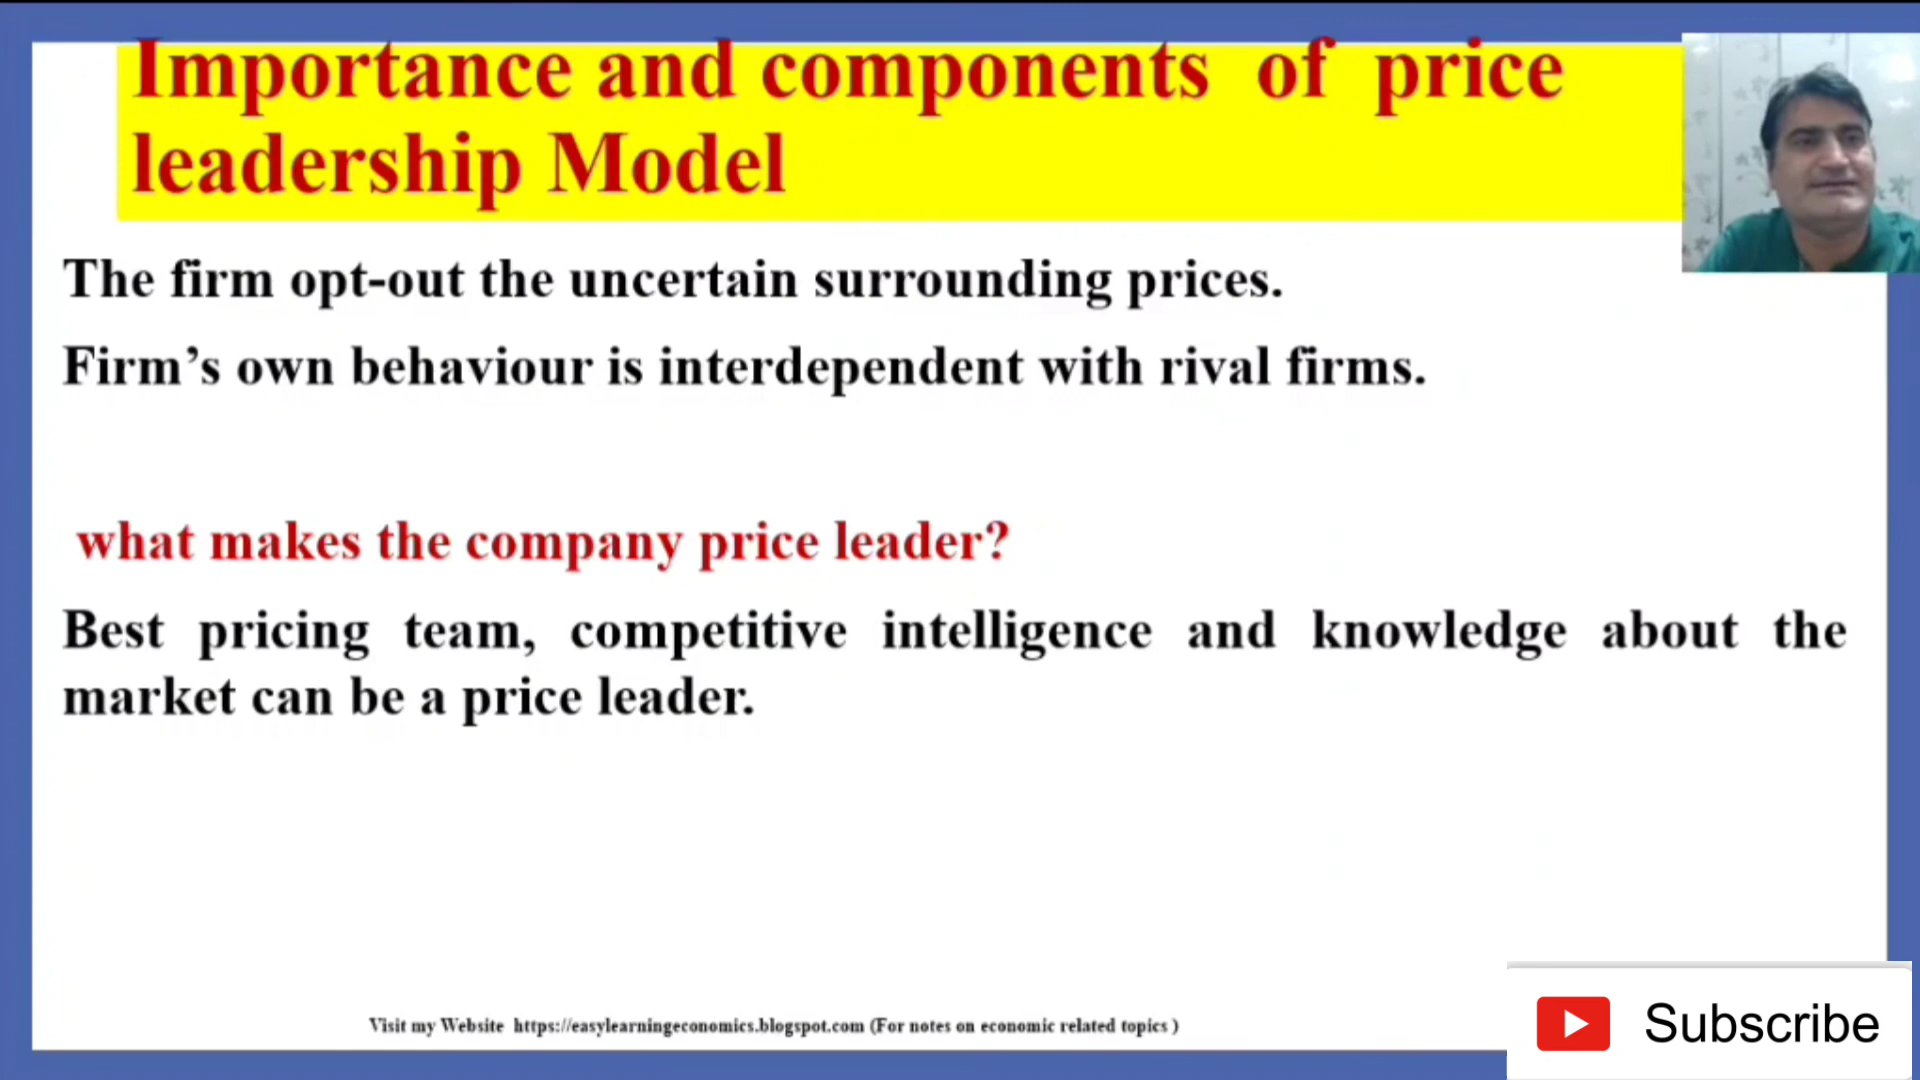 Importance and components of price
leadership Model
The firm opt-out the uncertain surrounding prices.
Firm’s own behaviour is interdependent with rival firms.
what makes the company price leader?
Best pricing team, competitive intelligence and knowledge about the
market can be a price leader.
Visit my Website https://easylearningeconomics.blogspot.com (For notes on economic related topics )
Subscribe